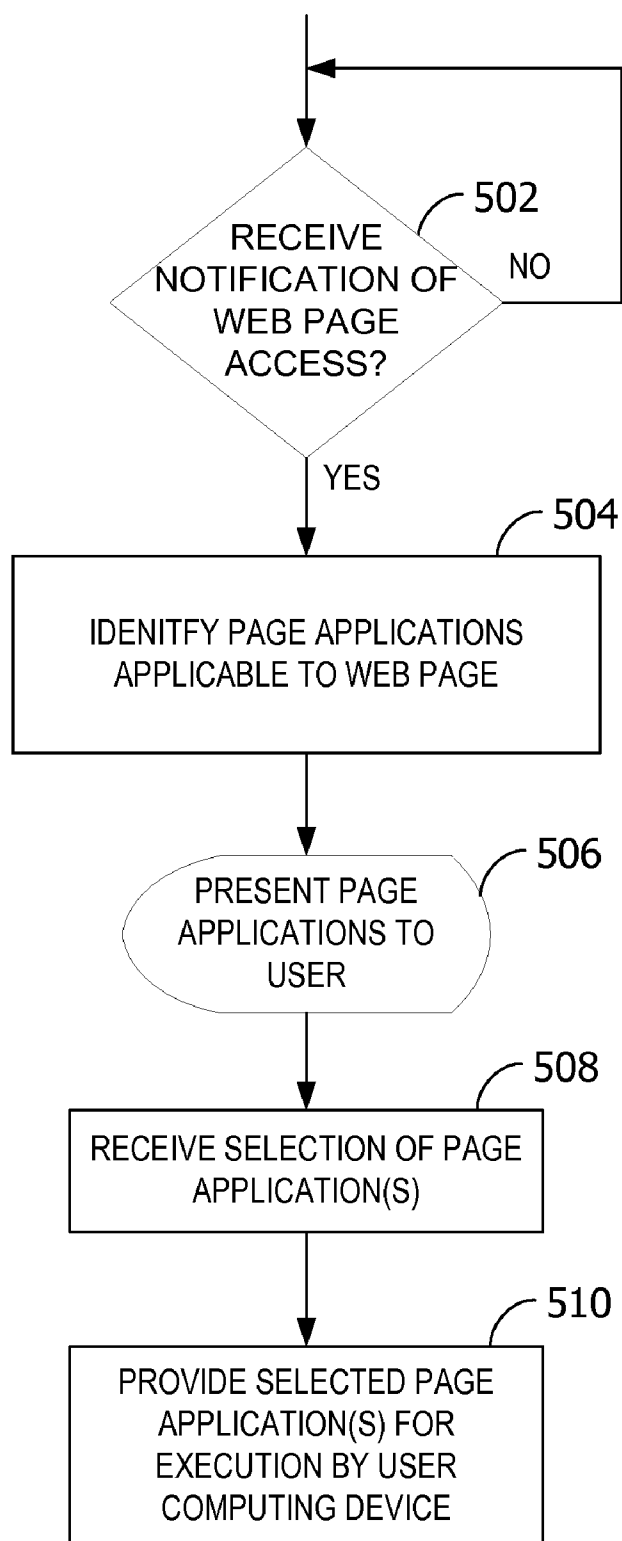 502
RECEIVE
NOTIFICATION OF
WEB PAGE
ACCESS?
NO
YES
504
IDENITFY PAGE APPLICATIONS
APPLICABLE TO WEB PAGE
506
PRESENT PAGE
APPLICATIONS TO
USER
508
RECEIVE SELECTION OF PAGE
APPLICATION(S)
510
PROVIDE SELECTED PAGE
APPLICATION(S) FOR
EXECUTION BY USER
COMPUTING DEVICE